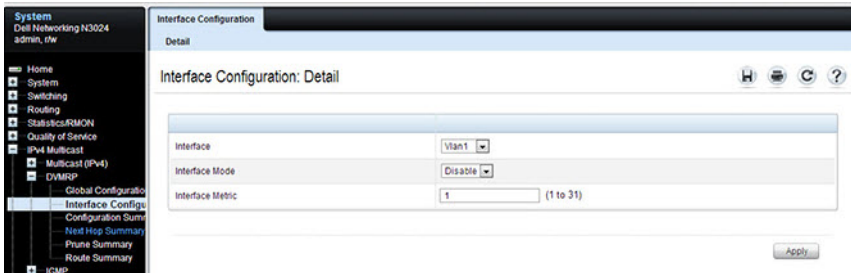 System
Dell Networking N3024
admin, r/w
Home
System
Switching
Routing
Statistics/RMON
Quality of Service
IPv4 Multicast
Multicast (IPv4)
DVMRP
Global Configuratio
Interface Configu
Configuration Sum
Next Hop Summary
Prune Summary
Route Summary
IGMP
Interface Configuration
Detail
Interface Configuration: Detail
Interface Vlan1
Interface Mode Disable
Interface Metric 1 (1 to 31)
Apply